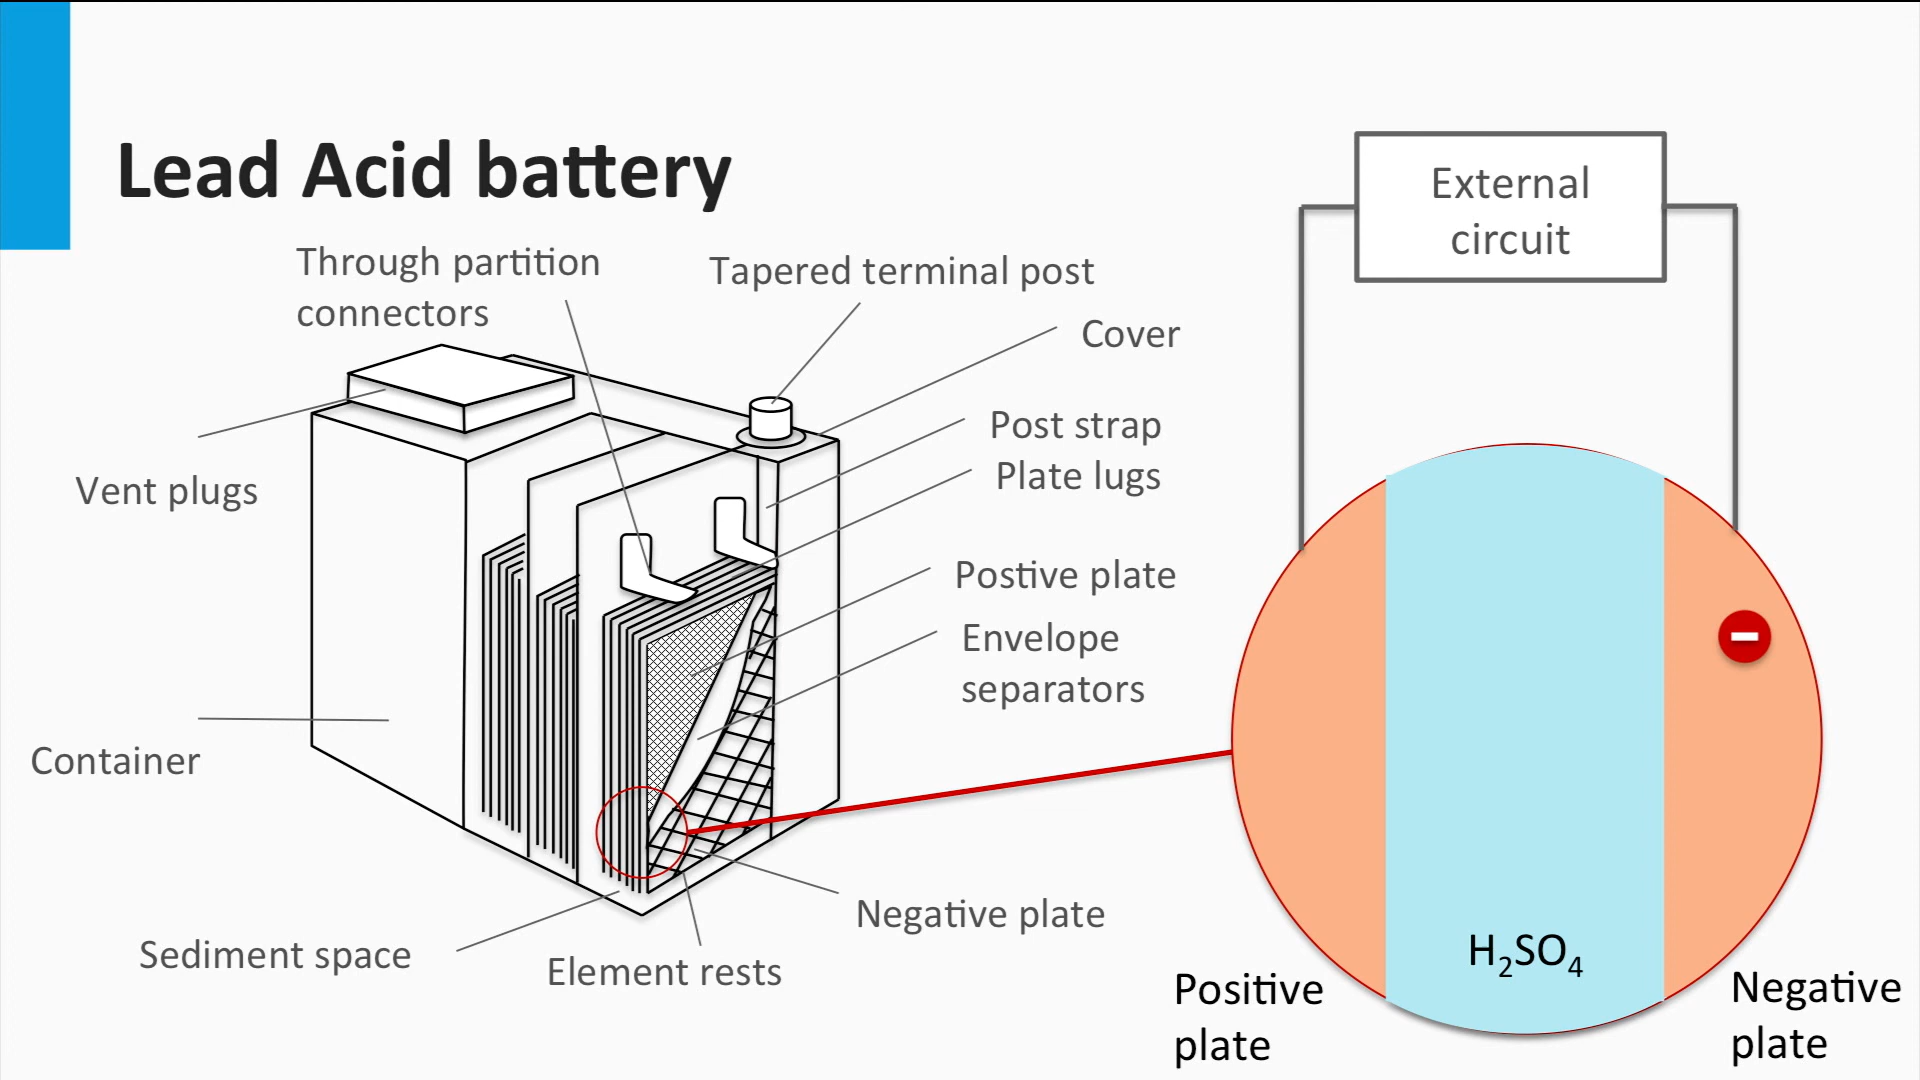 Lead Acid battery
Through partition
connectors
Tapered terminal post
Cover
Post strap
Plate lugs
Vent plugs
Postive plate
Envelope
separators
Container
Negative plate
Sediment space
Element rests
External
circuit
H₂SO₄
Positive
plate
Negative
plate